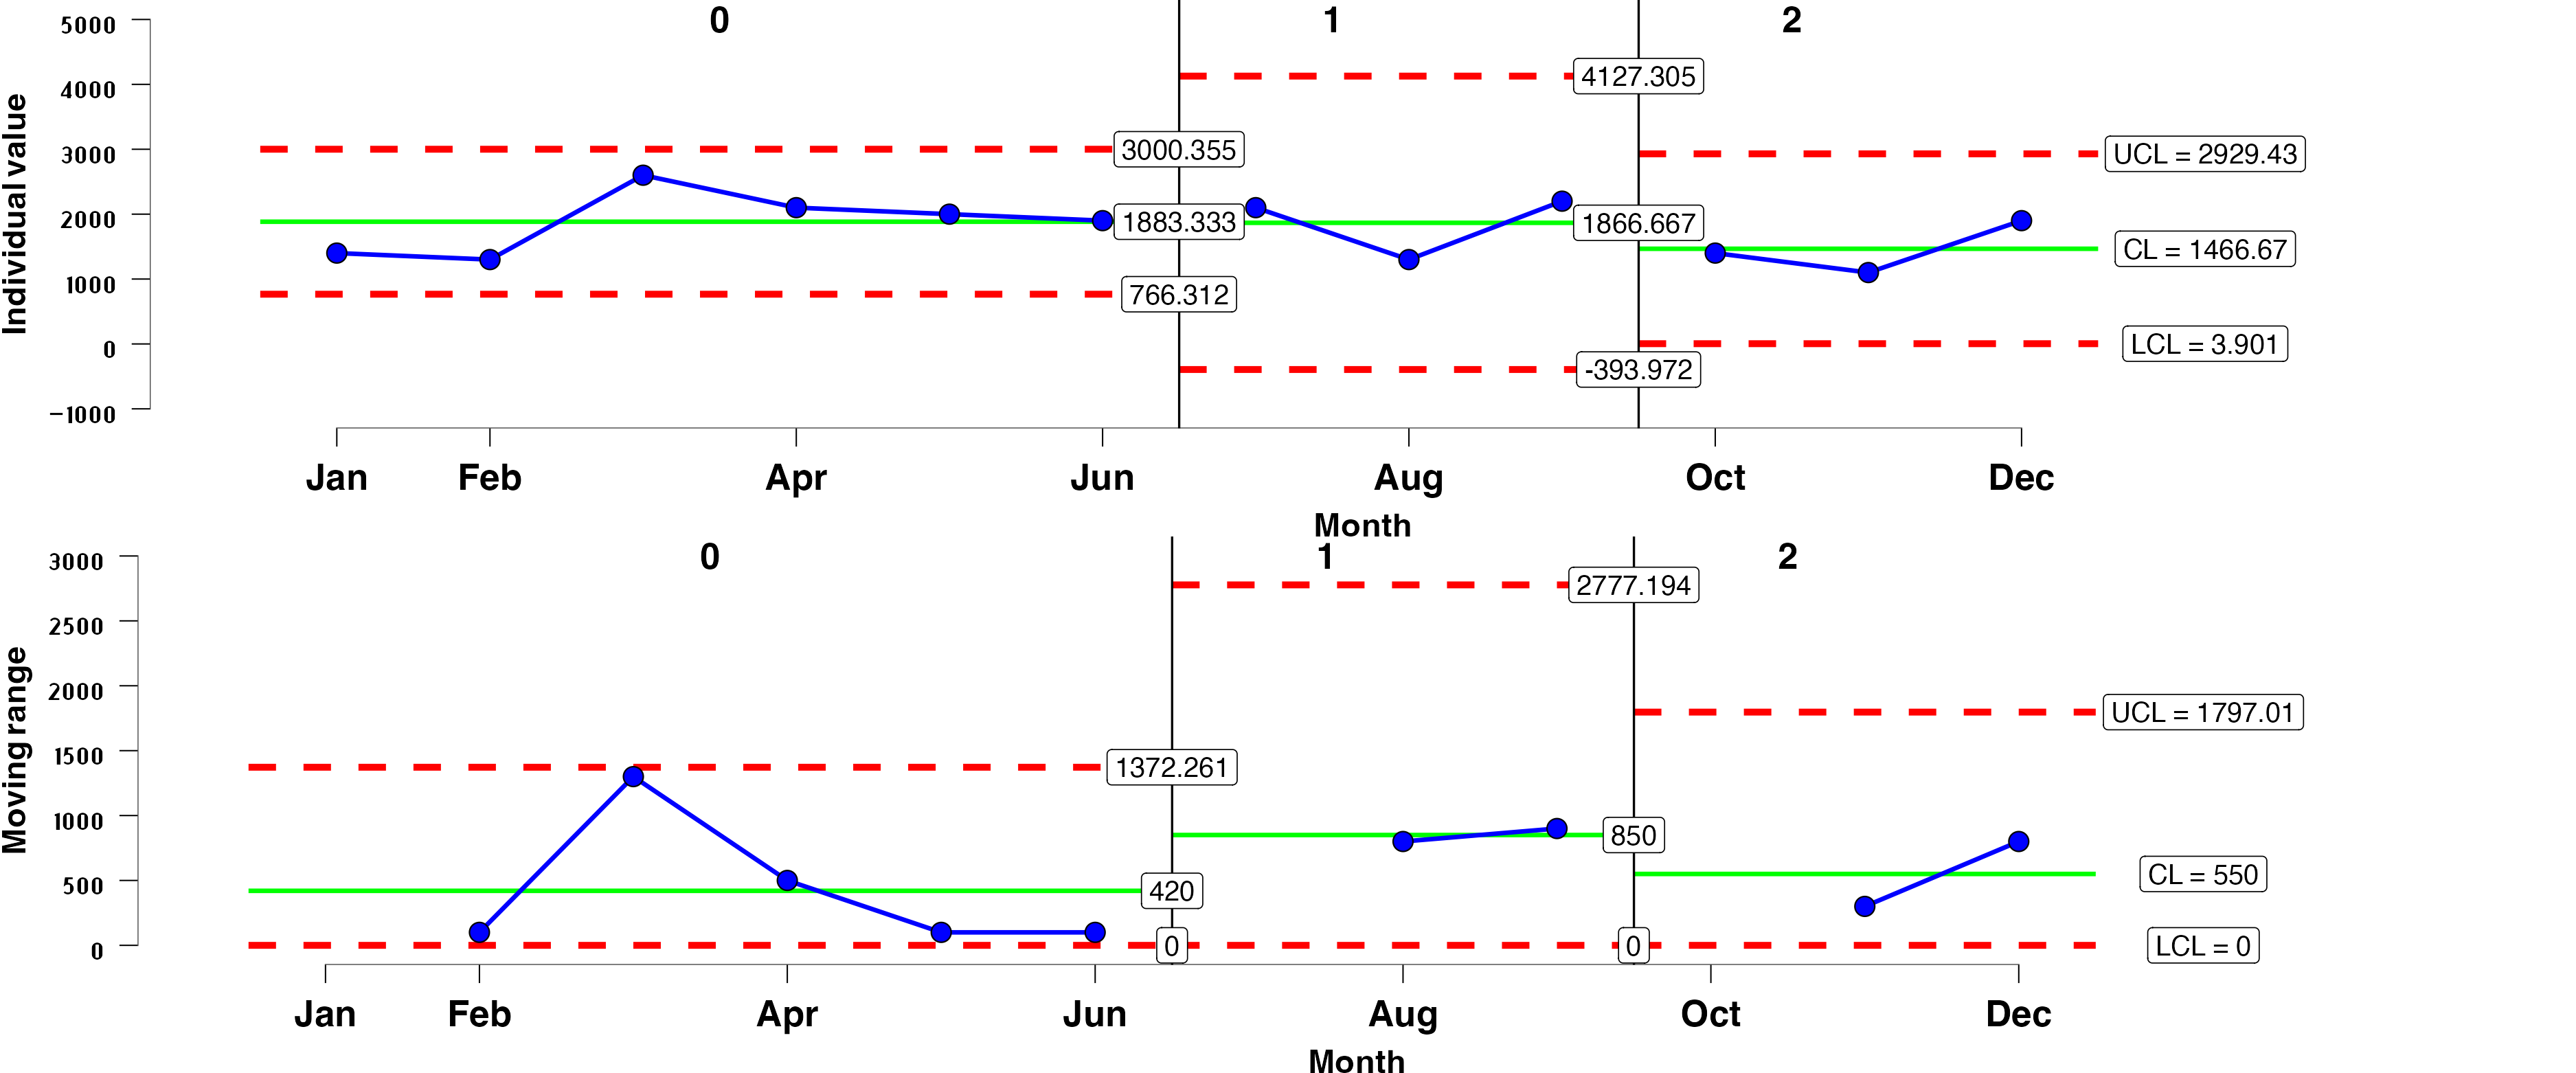 0 1 2
5000
4000
3000
2000
1000
0
−1000
Individual value
4127.305
3000.355
UCL = 2929.43
1883.333
1866.667
CL = 1466.67
766.312
LCL = 3.901
-393.972
Jan Feb Apr Jun Aug Oct Dec
Month
0 1 2
3000
2500
2000
1500
1000
500
0
Moving range
2777.194
UCL = 1797.01
1372.261
850
CL = 550
420
0
0
LCL = 0
Jan Feb Apr Jun Aug Oct Dec
Month